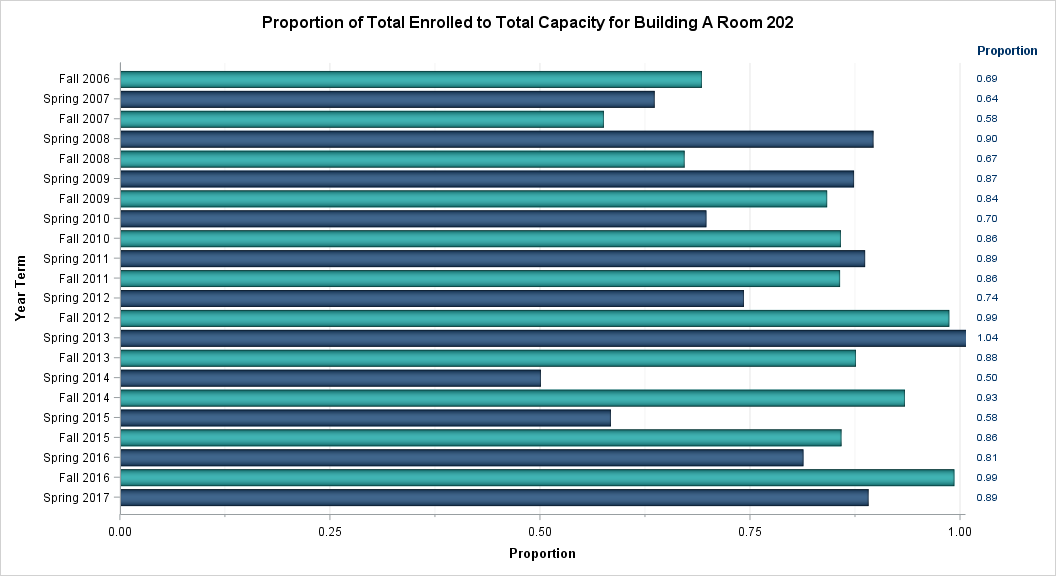 Proportion of Total Enrolled to Total Capacity for Building A Room 202
Proportion
Fall 2006 0.69
Spring 2007 0.64
Fall 2007 0.58
Spring 2008 0.90
Fall 2008 0.67
Spring 2009 0.87
Fall 2009 0.84
Spring 2010 0.70
Fall 2010 0.86
Spring 2011 0.89
Fall 2011 0.86
Spring 2012 0.74
Fall 2012 0.99
Spring 2013 1.04
Fall 2013 0.88
Spring 2014 0.50
Fall 2014 0.93
Spring 2015 0.58
Fall 2015 0.86
Spring 2016 0.81
Fall 2016 0.99
Spring 2017 0.89
Year Term
0.00 0.25 0.50 0.75 1.00
Proportion